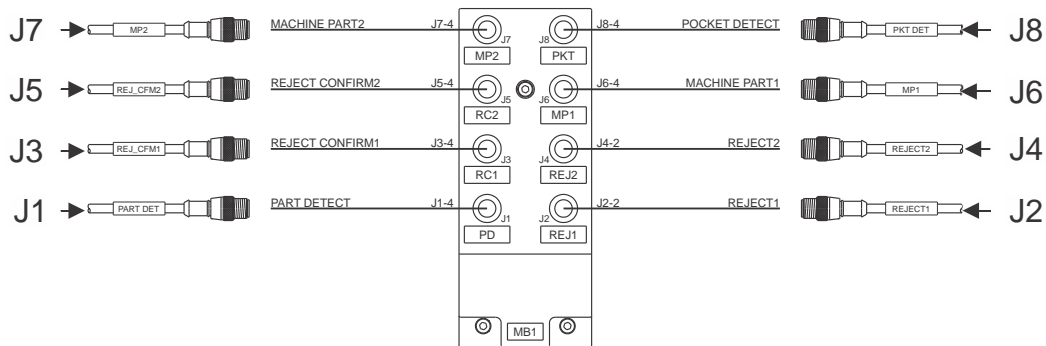 J7 MP2 MACHINE PART2 J7-4 J7 J8 J8-4 POCKET DETECT PKT DET J8
MP2 PKT
J5 REJ_CFM2 REJECT CONFIRM2 J5-4 J5 J6 J6-4 MACHINE PART1 MP1 J6
RC2 MP1
J3 REJ_CFM1 REJECT CONFIRM1 J3-4 J3 J4 J4-2 REJECT2 REJECT2 J4
RC1 REJ2
J1 PART DET PART DETECT J1-4 J1 J2 J2-2 REJECT1 REJECT1 J2
PD REJ1
MB1